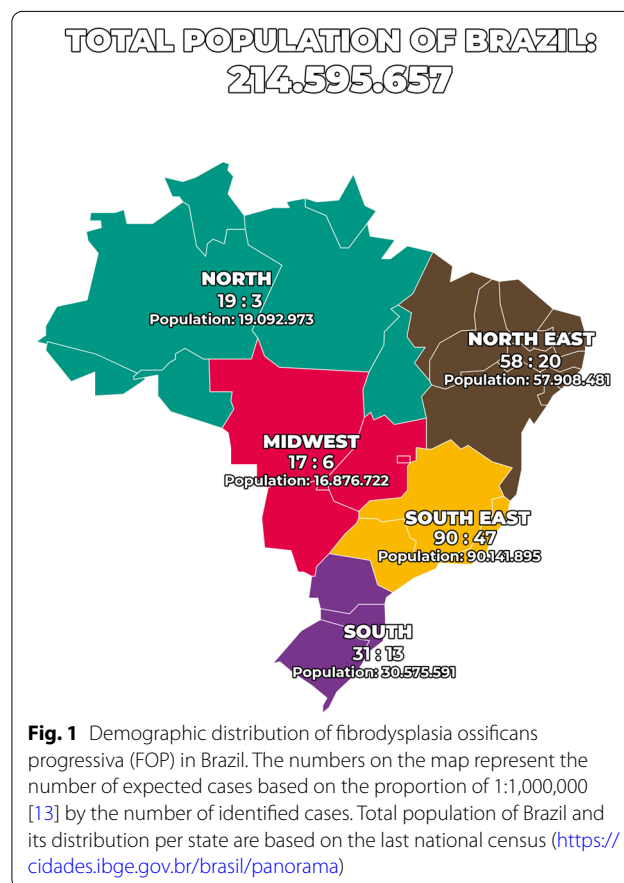 TOTAL POPULATION OF BRAZIL:
214.595.657
NORTH
19 : 3
Population: 19.092.973
NORTH EAST
58 : 20
Population: 57.908.481
MIDWEST
17 : 6
Population: 16.876.722
SOUTH EAST
90 : 47
Population: 90.141.895
SOUTH
31 : 13
Population: 30.575.591
Fig. 1 Demographic distribution of fibrodysplasia ossificans
progressiva (FOP) in Brazil. The numbers on the map represent the
number of expected cases based on the proportion of 1:1,000,000
[13] by the number of identified cases. Total population of Brazil and
its distribution per state are based on the last national census (https://
cidades.ibge.gov.br/brasil/panorama)